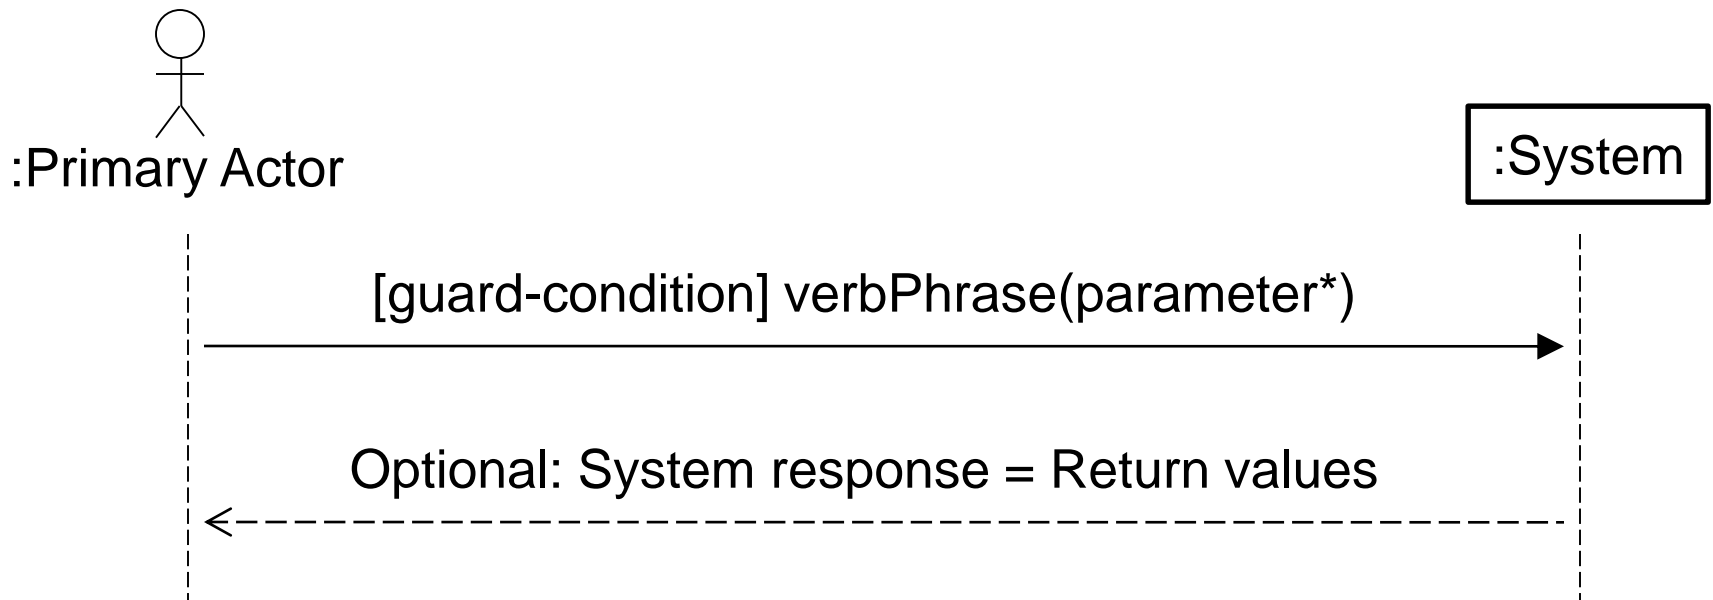 :Primary Actor
:System
[guard-condition] verbPhrase(parameter*)
Optional: System response = Return values